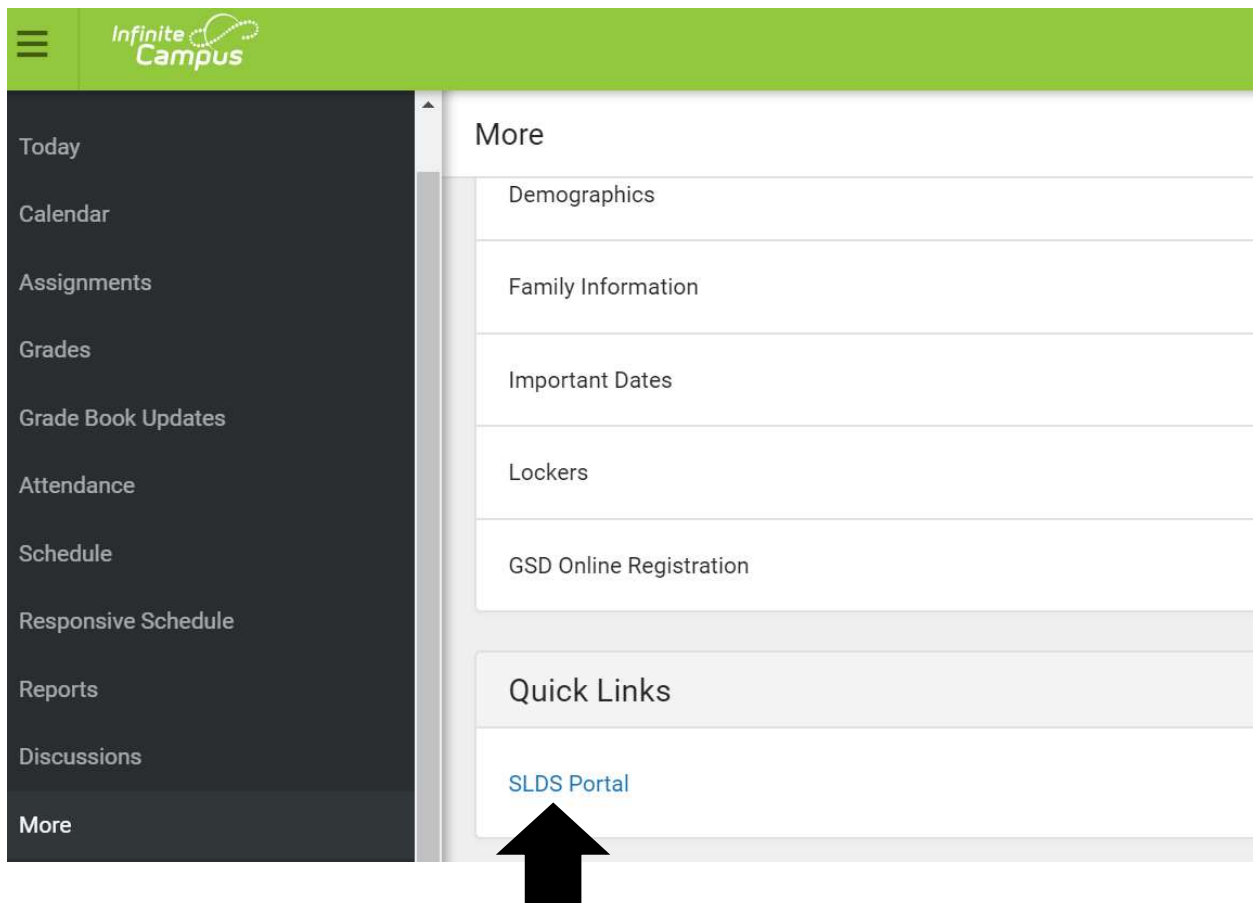 Infinite
Campus
Today
Calendar
Assignments
Grades
Grade Book Updates
Attendance
Schedule
Responsive Schedule
Reports
Discussions
More
More
Demographics
Family Information
Important Dates
Lockers
GSD Online Registration
Quick Links
SLDS Portal